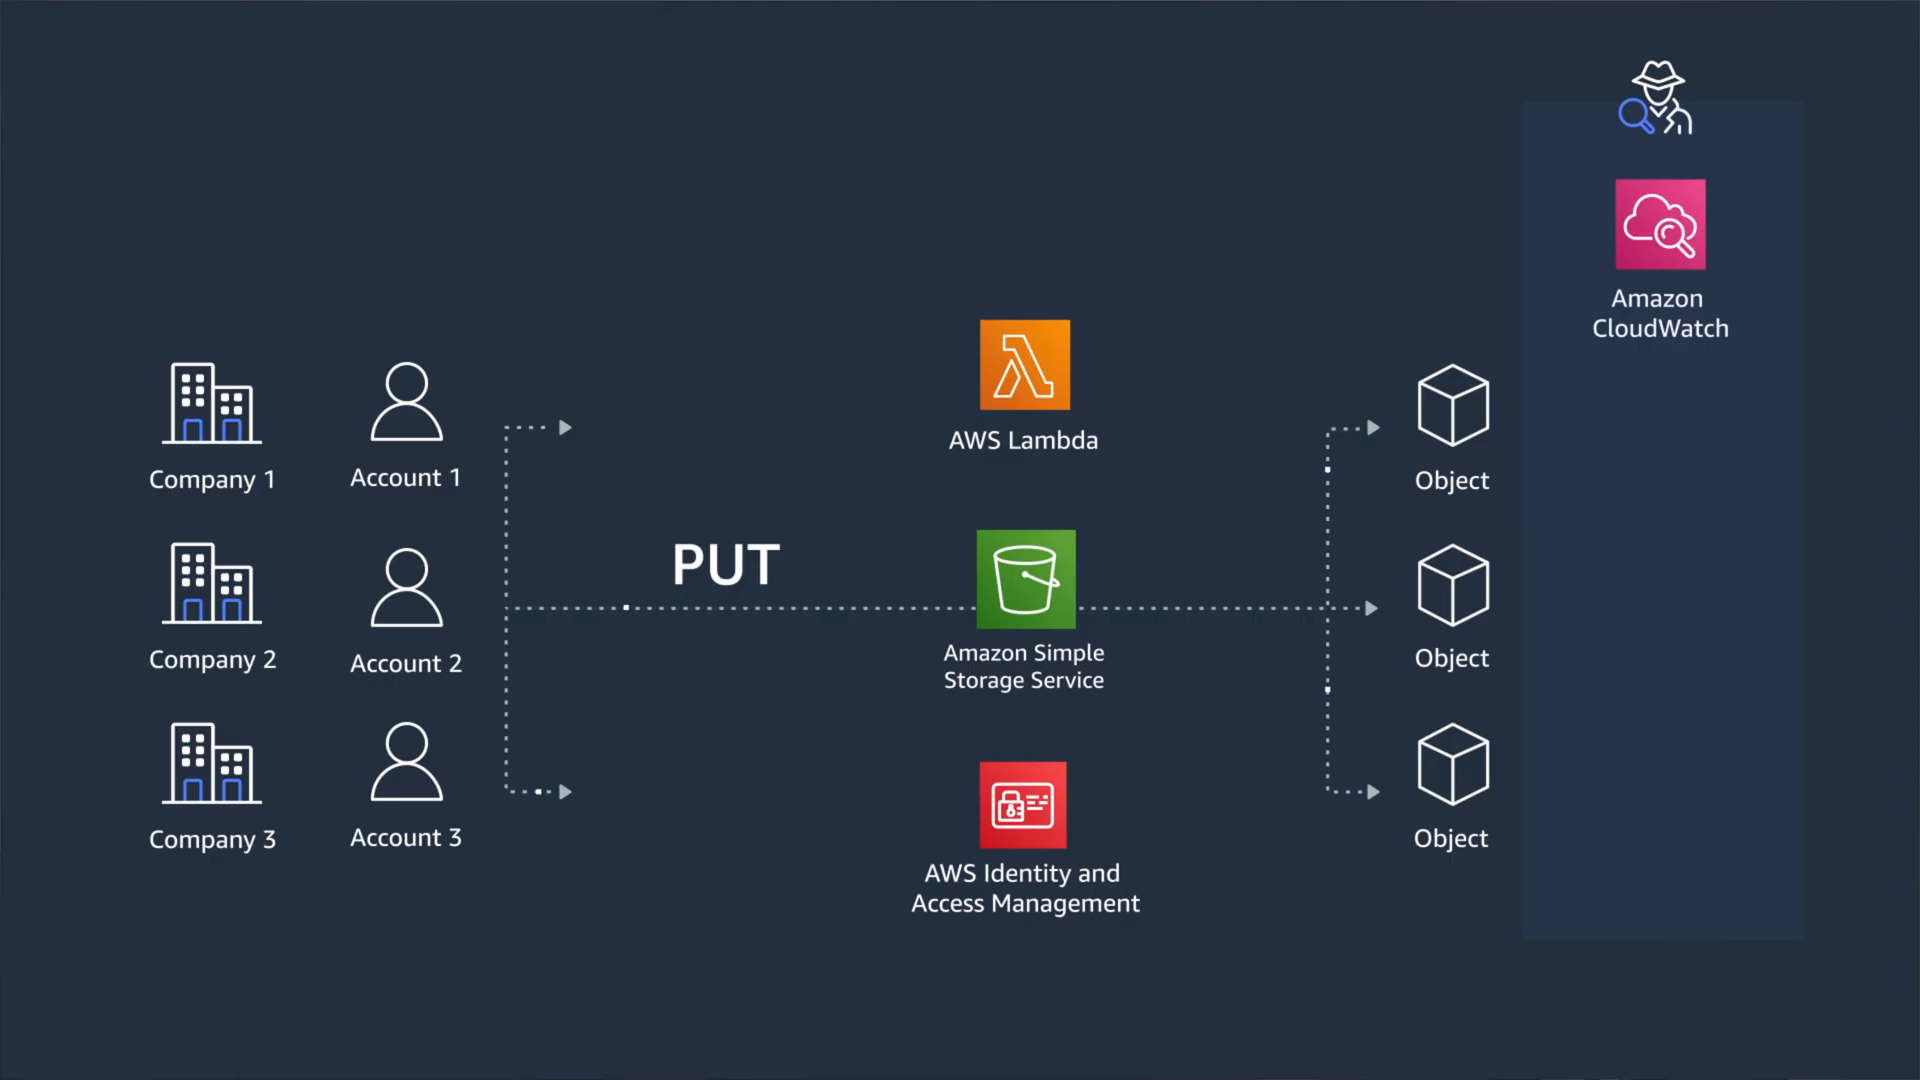 Amazon
CloudWatch
AWS Lambda
Company 1
Account 1
Object
PUT
Amazon Simple
Storage Service
Company 2
Account 2
Object
Company 3
Account 3
Object
AWS Identity and
Access Management